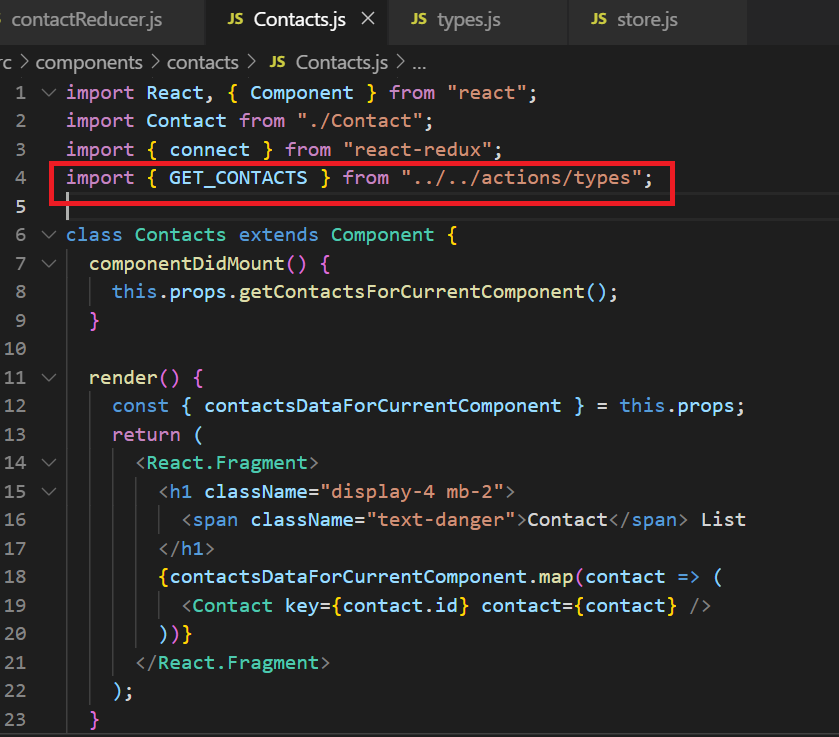 contactReducer.js JS Contacts.js JS types.js JS store.js
rc > components > contacts > JS Contacts.js > ...
1 import React, { Component } from "react";
2 import Contact from "./Contact";
3 import { connect } from "react-redux";
4 import { GET_CONTACTS } from "../../actions/types";
5
6 class Contacts extends Component {
7 componentDidMount() {
8 this.props.getContactsForCurrentComponent();
9 }
10
11 render() {
12 const { contactsDataForCurrentComponent } = this.props;
13 return (
14 <React.Fragment>
15 <h1 className="display-4 mb-2">
16 <span className="text-danger">Contact</span> List
17 </h1>
18 {contactsDataForCurrentComponent.map(contact => (
19 <Contact key={contact.id} contact={contact} />
20 ))}
21 </React.Fragment>
22 );
23 }